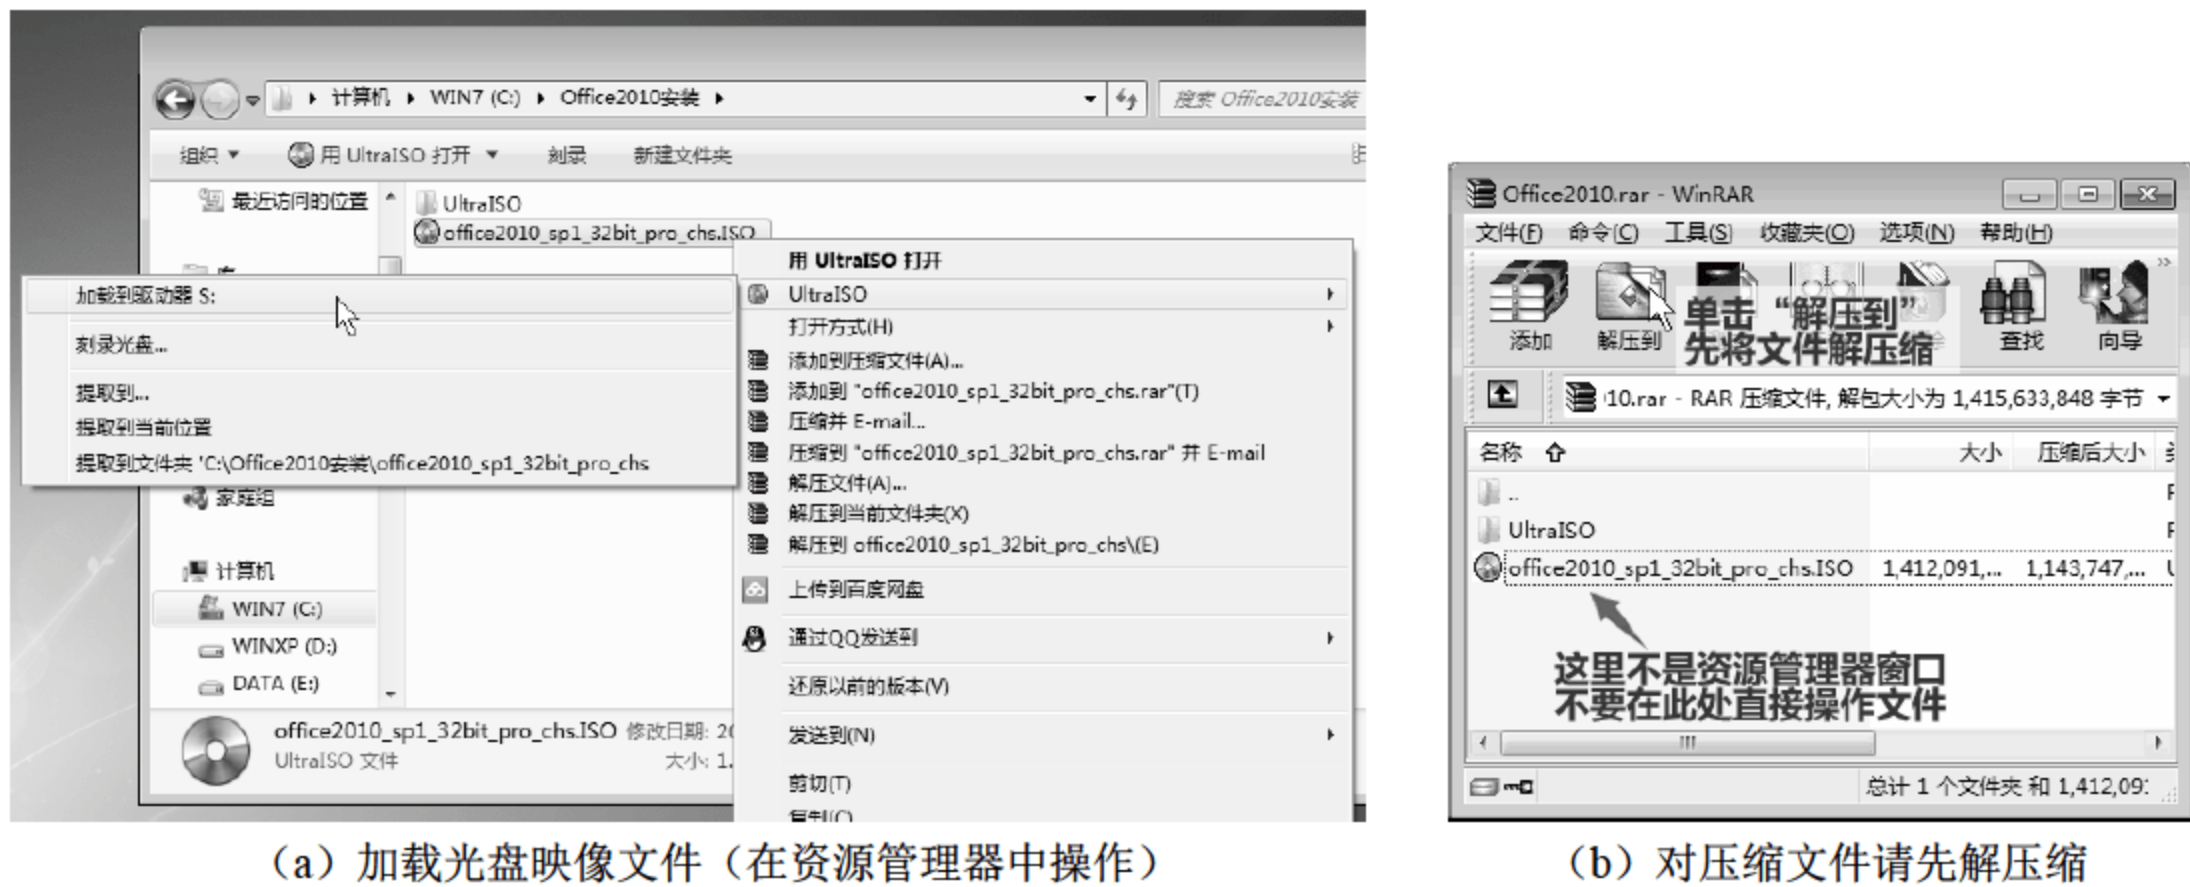 计算机 WIN7 (C:) Office2010安装
搜索 Office2010安装
组织 用 UltraISO 打开 刻录 新建文件夹
最近访问的位置
UltraISO
office2010_sp1_32bit_pro_chs.ISO
用 UltraISO 打开
加载到驱动器 S:
刻录光盘...
提取到...
提取到当前位置
提取到文件夹 'C:\Office2010安装\office2010_sp1_32bit_pro_chs
UltraISO
打开方式(H)
添加到压缩文件(A)...
添加到 "office2010_sp1_32bit_pro_chs.rar"(T)
压缩并 E-mail...
压缩到 "office2010_sp1_32bit_pro_chs.rar" 并 E-mail
解压文件(A)...
解压到当前文件夹(X)
解压到 office2010_sp1_32bit_pro_chs\(E)
上传到百度网盘
通过QQ发送到
还原以前的版本(V)
发送到(N)
剪切(T)
复制(C)
家庭组
计算机
WIN7 (C:)
WINXP (D:)
DATA (E:)
office2010_sp1_32bit_pro_chs.ISO 修改日期: 20
UltraISO 文件 大小: 1.
(a)加载光盘映像文件(在资源管理器中操作)
Office2010.rar - WinRAR
文件(F) 命令(C) 工具(S) 收藏夹(O) 选项(N) 帮助(H)
添加 解压到 查找 向导
单击“解压到”
先将文件解压缩
10.rar - RAR 压缩文件, 解包大小为 1,415,633,848 字节
名称 大小 压缩后大小
..
UltraISO
office2010_sp1_32bit_pro_chs.ISO 1,412,091,... 1,143,747,...
这里不是资源管理器窗口
不要在此处直接操作文件
总计 1 个文件夹 和 1,412,09
(b)对压缩文件请先解压缩